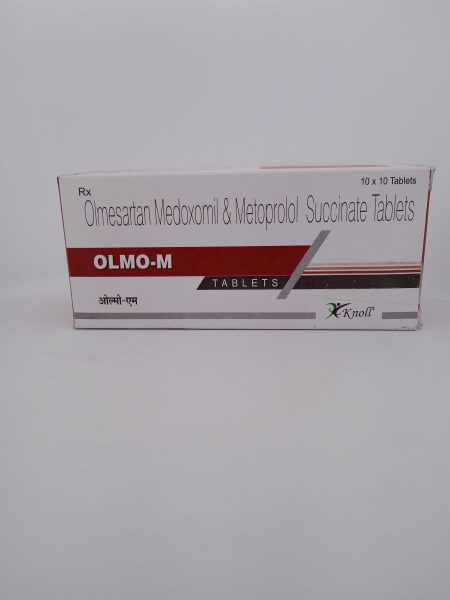 Rx
10 x 10 Tablets
Olmesartan Medoxomil & Metoprolol Succinate Tablets
OLMO-M
TABLETS
ओल्मो-एम
Knoll